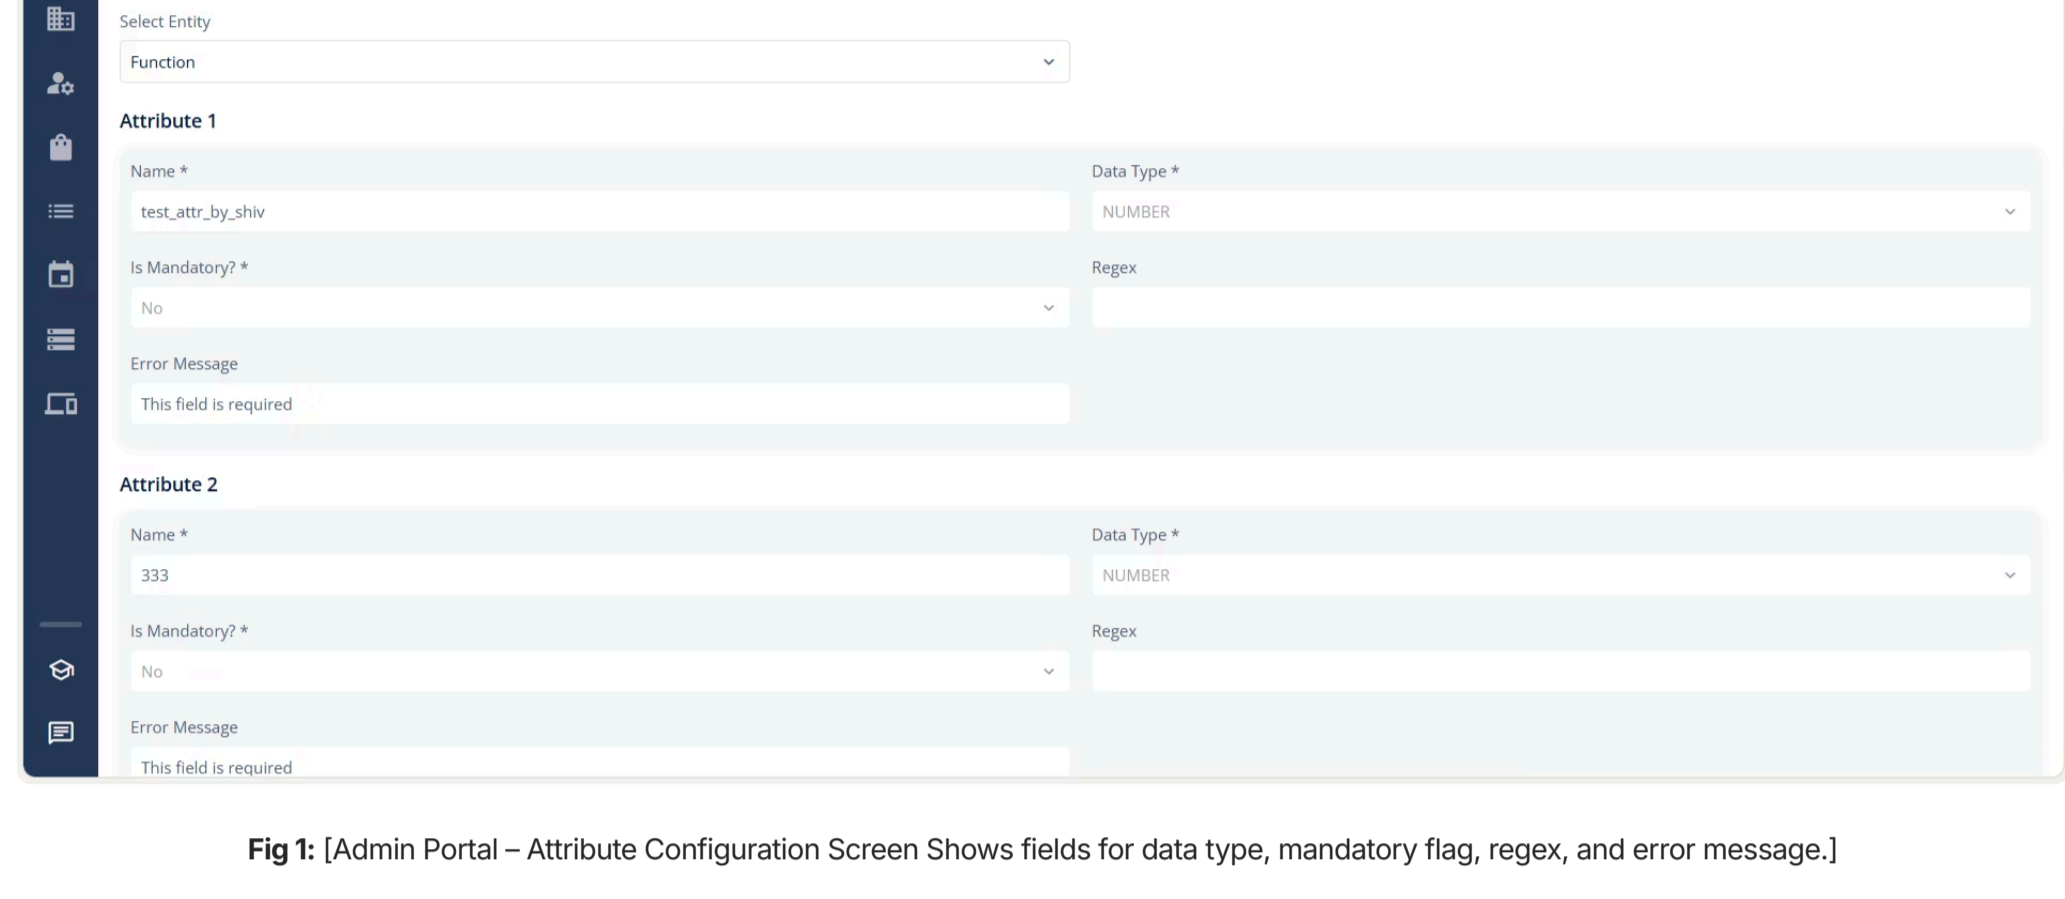 Select Entity
Function
Attribute 1
Name *
Data Type *
test_attr_by_shiv
NUMBER
Is Mandatory? *
Regex
No
Error Message
This field is required
Attribute 2
Name *
Data Type *
333
NUMBER
Is Mandatory? *
Regex
No
Error Message
This field is required
Fig 1: [Admin Portal – Attribute Configuration Screen Shows fields for data type, mandatory flag, regex, and error message.]